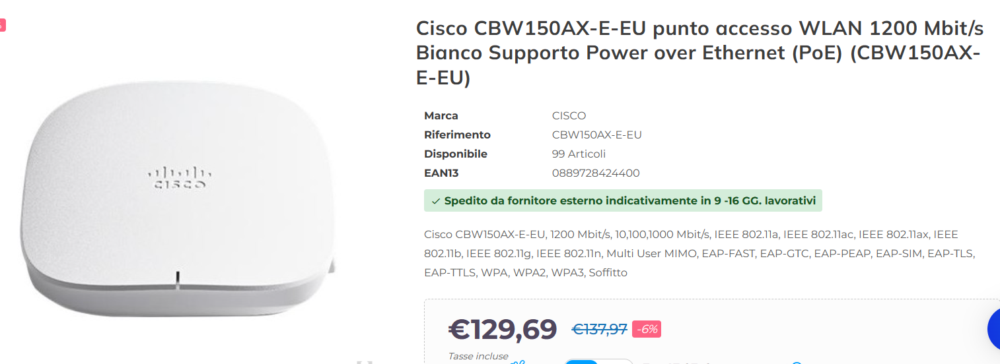 Cisco CBW150AX-E-EU punto accesso WLAN 1200 Mbit/s
Bianco Supporto Power over Ethernet (PoE) (CBW150AX-
E-EU)
Marca CISCO
Riferimento CBW150AX-E-EU
Disponibile 99 Articoli
EAN13 0889728424400
Spedito da fornitore esterno indicativamente in 9 -16 GG. lavorativi
CISCO
Cisco CBW150AX-E-EU, 1200 Mbit/s, 10,100,1000 Mbit/s, IEEE 802.11a, IEEE 802.11ac, IEEE 802.11ax, IEEE
802.11b, IEEE 802.11g, IEEE 802.11n, Multi User MIMO, EAP-FAST, EAP-GTC, EAP-PEAP, EAP-SIM, EAP-TLS,
EAP-TTLS, WPA, WPA2, WPA3, Soffitto
€129,69 €137,97 -6%
Tasse incluse